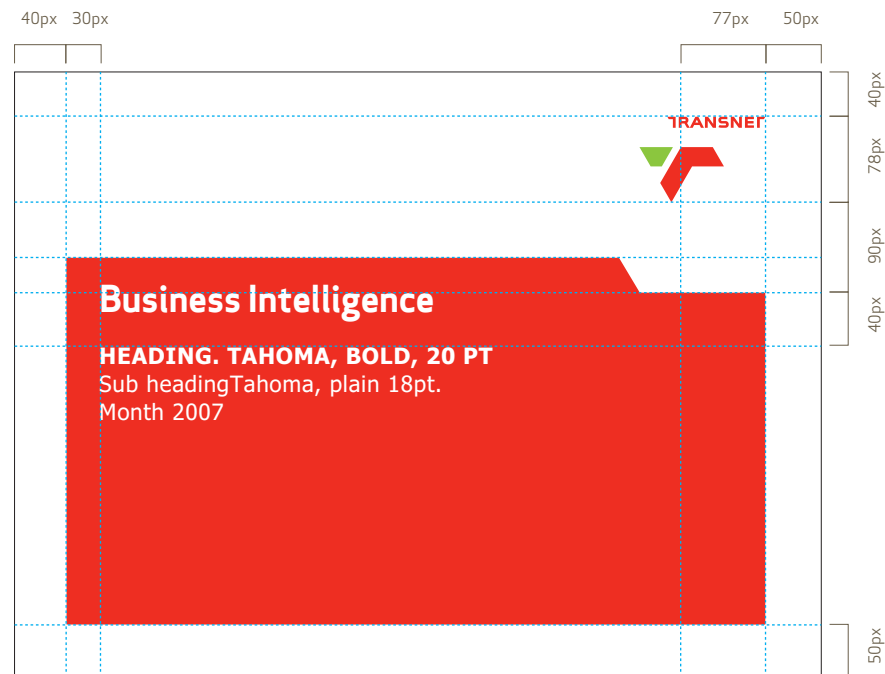 40px 30px 77px 50px
40px
TRANSNET
78px
90px
Business Intelligence
40px
HEADING. TAHOMA, BOLD, 20 PT
Sub headingTahoma, plain 18pt.
Month 2007
50px